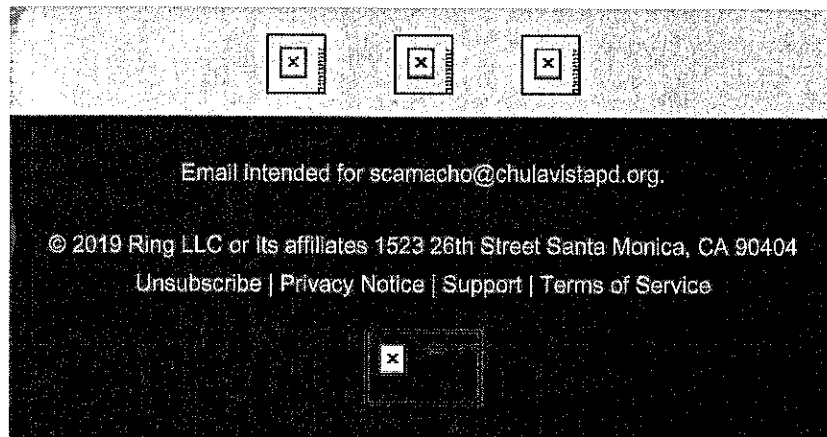 Email intended for scamacho@chulavistapd.org.
© 2019 Ring LLC or its affiliates 1523 26th Street Santa Monica, CA 90404
Unsubscribe | Privacy Notice | Support | Terms of Service